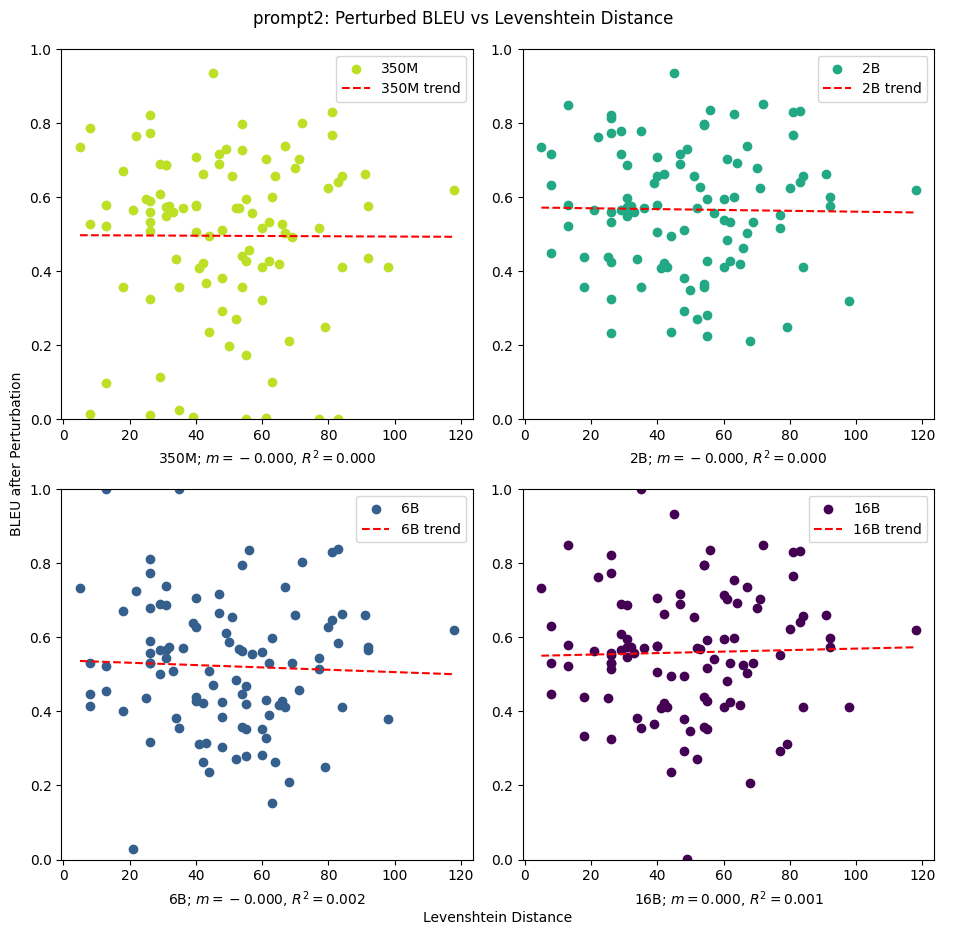 prompt2: Perturbed BLEU vs Levenshtein Distance
1.0
0.8
0.6
0.4
0.2
0.0
0 20 40 60 80 100 120
350M
350M trend
350M; m = −0.000, R² = 0.000
1.0
0.8
0.6
0.4
0.2
0.0
0 20 40 60 80 100 120
2B
2B trend
2B; m = −0.000, R² = 0.000
BLEU after Perturbation
1.0
0.8
0.6
0.4
0.2
0.0
0 20 40 60 80 100 120
6B
6B trend
6B; m = −0.000, R² = 0.002
1.0
0.8
0.6
0.4
0.2
0.0
0 20 40 60 80 100 120
16B
16B trend
16B; m = 0.000, R² = 0.001
Levenshtein Distance